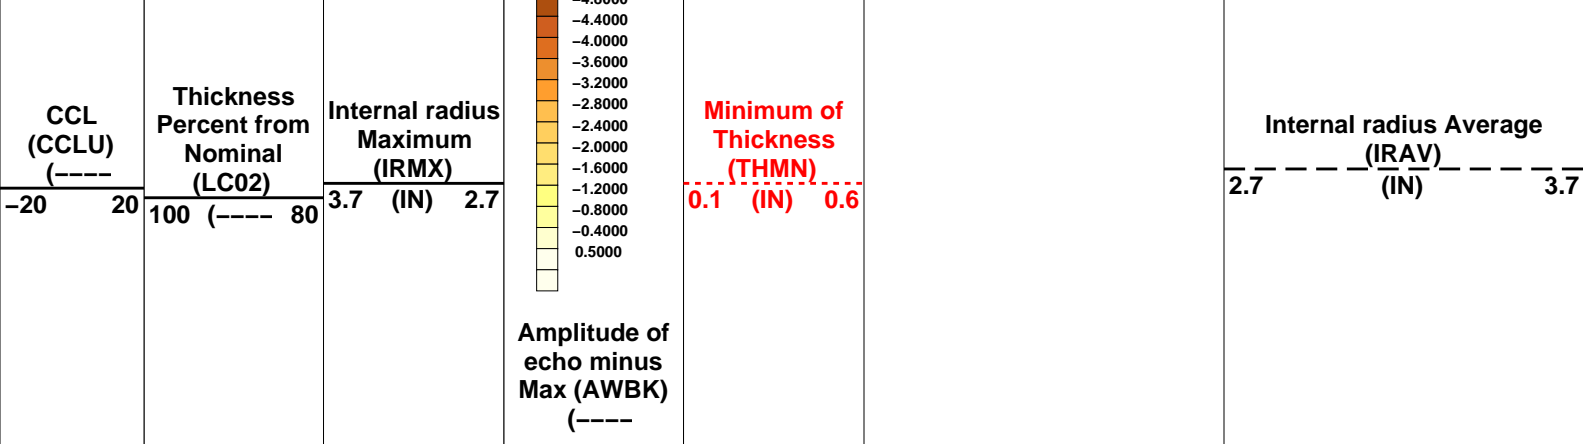 CCL
(CCLU)
(––––
–20 20
Thickness
Percent from
Nominal
(LC02)
100 (–––– 80
Internal radius
Maximum
(IRMX)
3.7 (IN) 2.7
–4.4000
–4.0000
–3.6000
–3.2000
–2.8000
–2.4000
–2.0000
–1.6000
–1.2000
–0.8000
–0.4000
0.5000
Amplitude of
echo minus
Max (AWBK)
(––––
Minimum of
Thickness
(THMN)
0.1 (IN) 0.6
Internal radius Average
(IRAV)
2.7 (IN) 3.7